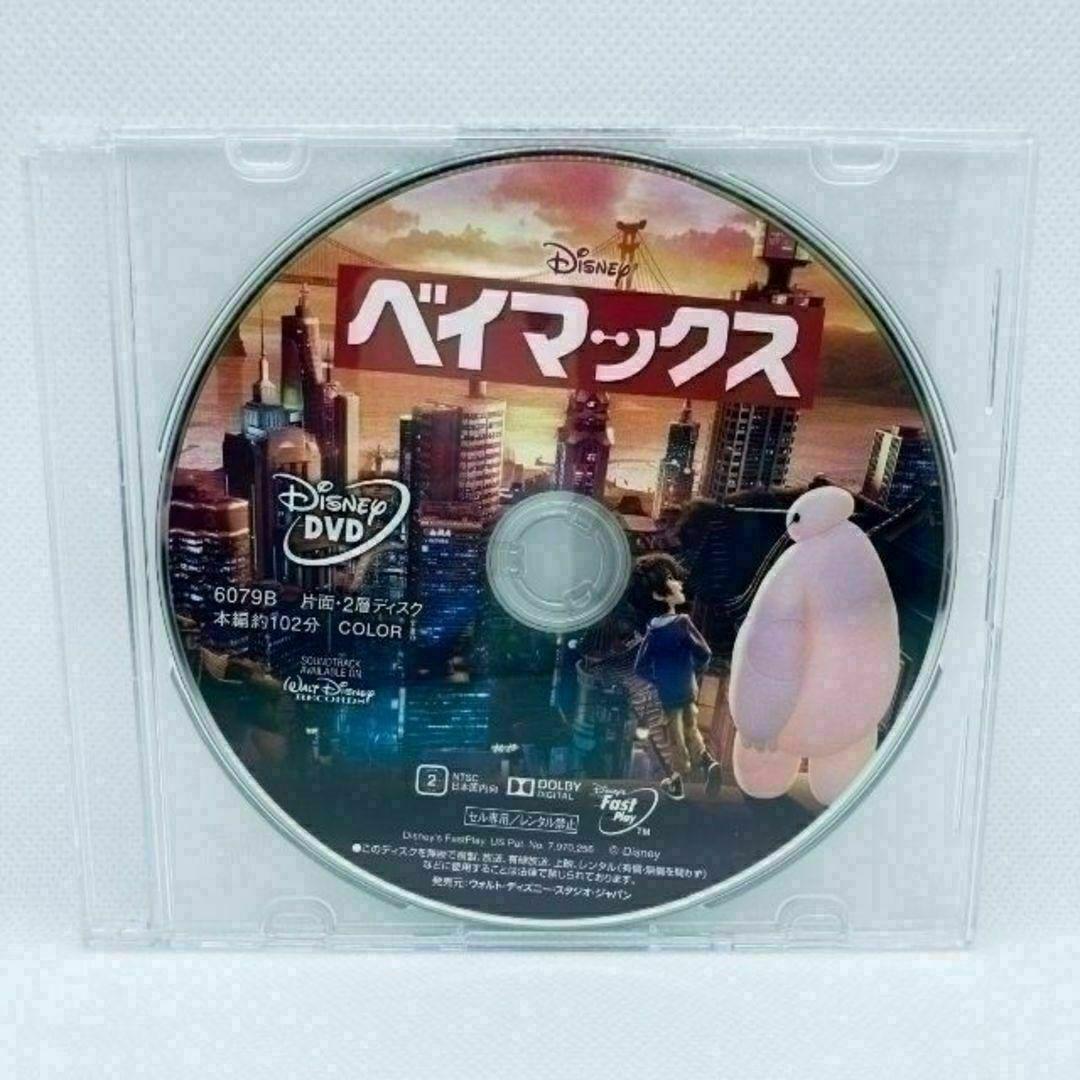 Disney
ベイマックス
Disney
DVD
6079B 片面・2層ディスク
本編約102分 COLOR
SOUNDTRACK
AVAILABLE ON
Walt Disney
RECORDS
2 NTSC
日本国内向
DOLBY
DIGITAL
Disney's
Fast
Play
TM
セル専用/レンタル禁止
Disney's FastPlay, US Pat. No. 7,970,256 © Disney
●このディスクを無断で複製、放送、有線放送、上映、レンタル(有償・無償を問わず)
などに使用することは法律で禁じられております。
発売元:ウォルト・ディズニー・スタジオ・ジャパン